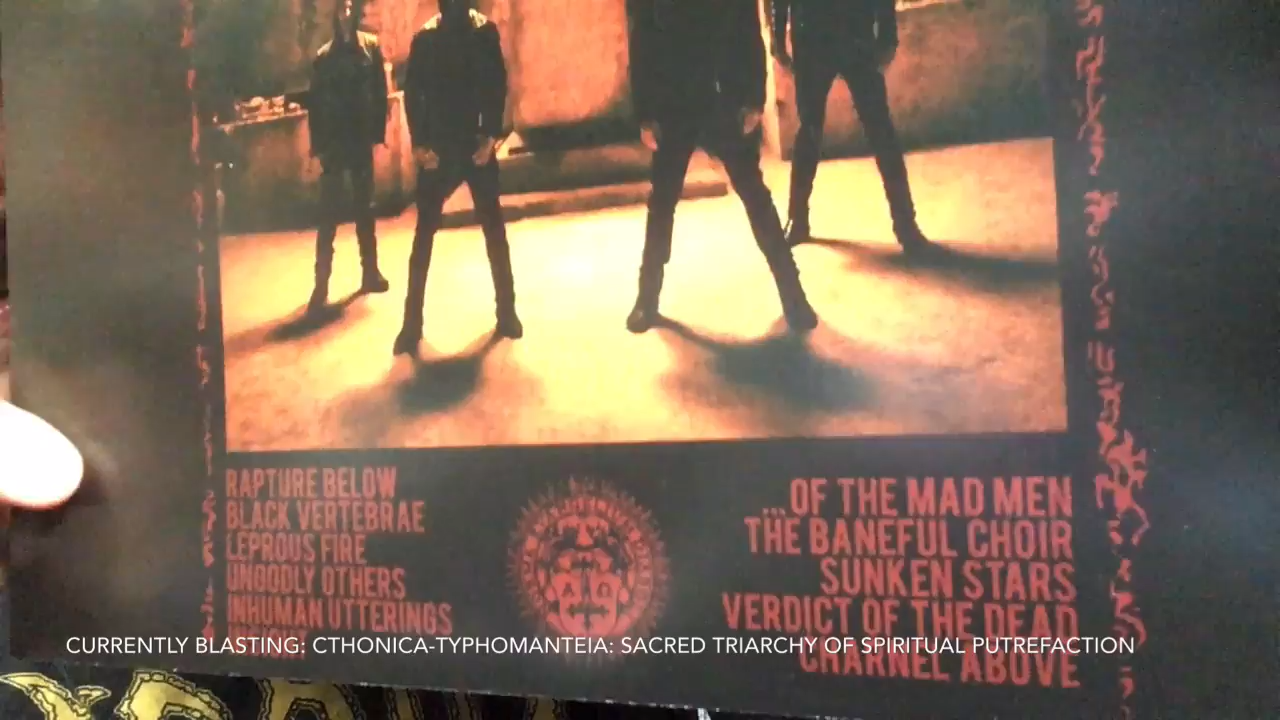 RAPTURE BELOW
BLACK VERTEBRAE
LEPROUS FIRE
UNGODLY OTHERS
INHUMAN UTTERINGS
...OF THE MAD MEN
THE BANEFUL CHOIR
SUNKEN STARS
VERDICT OF THE DEAD
CHARNEL ABOVE
CURRENTLY BLASTING: CTHONICA-TYPHOMANTEIA: SACRED TRIARCHY OF SPIRITUAL PUTREFACTION